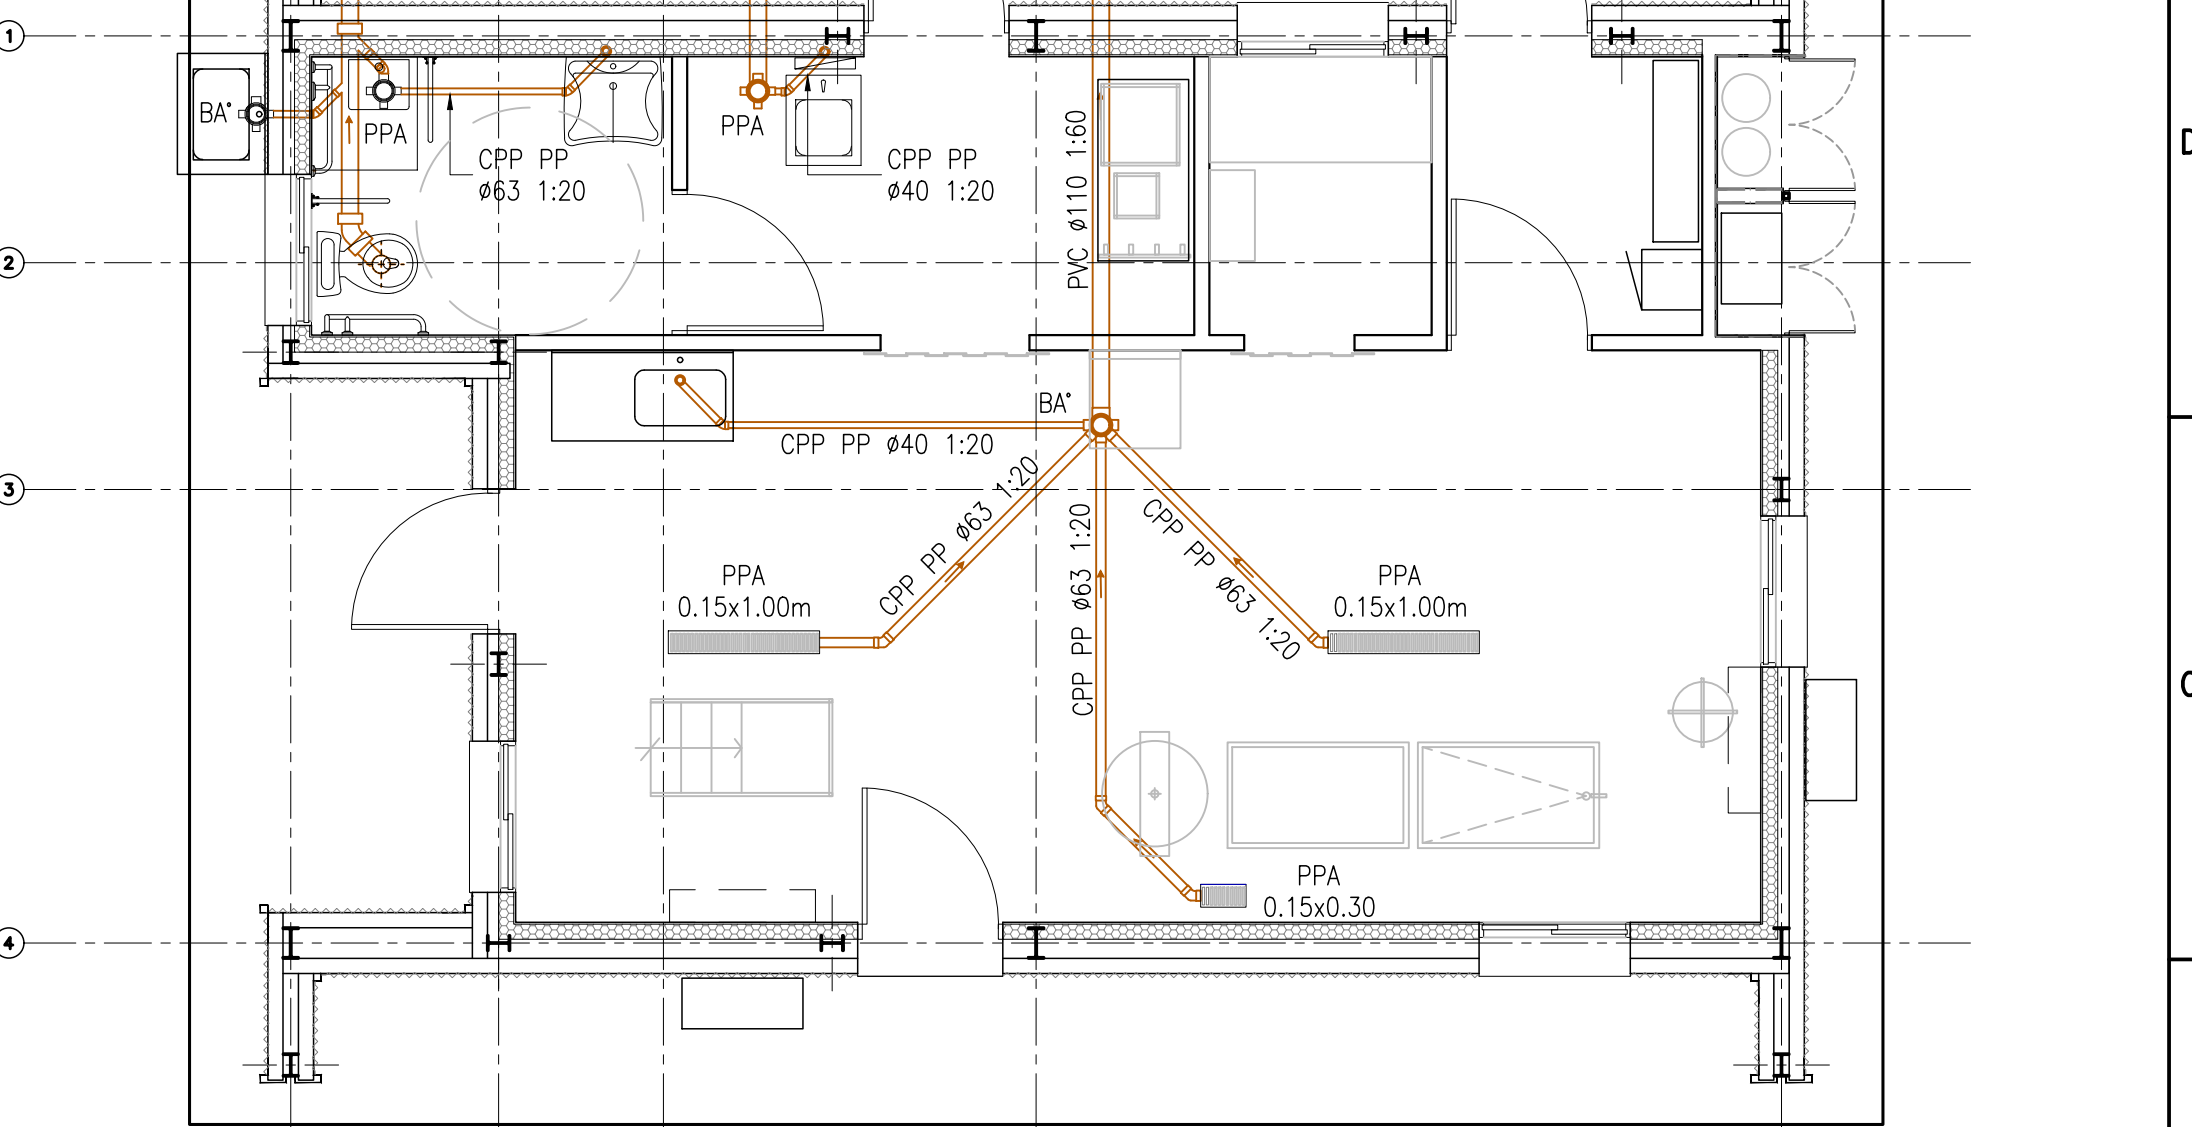 1
BA°
PPA
CPP PP
ø63 1:20
PPA
CPP PP
ø40 1:20
PVC ø110 1:60
D
2
BA°
CPP PP ø40 1:20
3
CPP PP ø63 1:20
CPP PP ø63 1:20
CPP PP ø63 1:20
PPA
0.15x1.00m
PPA
0.15x1.00m
PPA
0.15x0.30
4